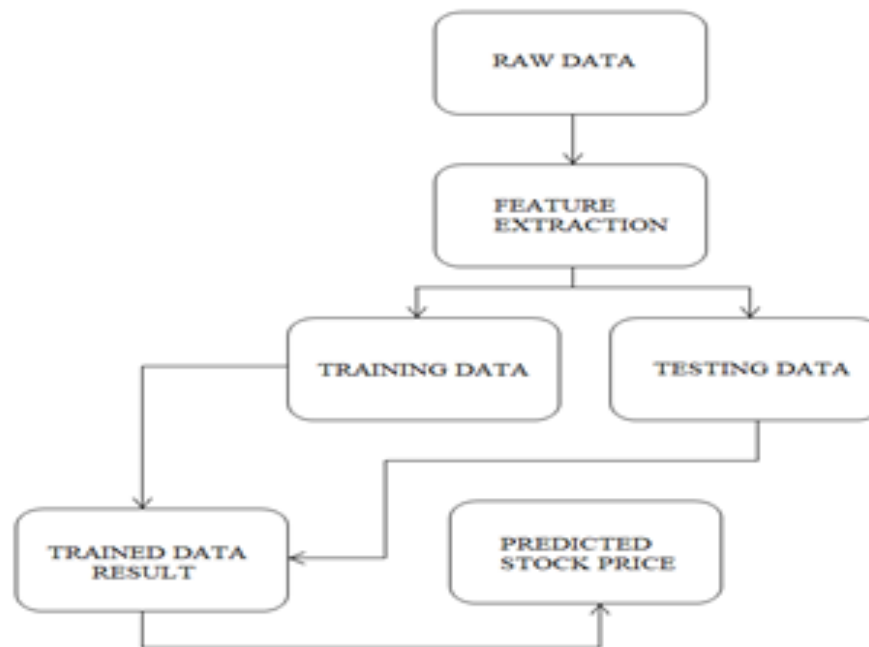 RAW DATA
FEATURE
EXTRACTION
TRAINING DATA
TESTING DATA
TRAINED DATA
RESULT
PREDICTED
STOCK PRICE